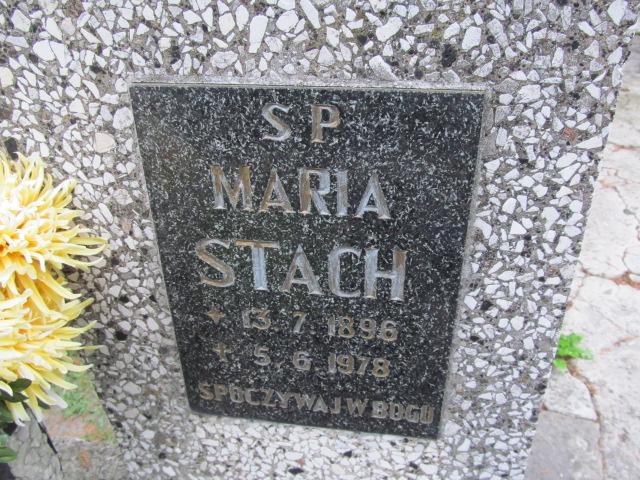 SP
MARIA
STACH
* 13. 7. 1896
+ 5. 6. 1978
SPOCZYWAJ W BOGU